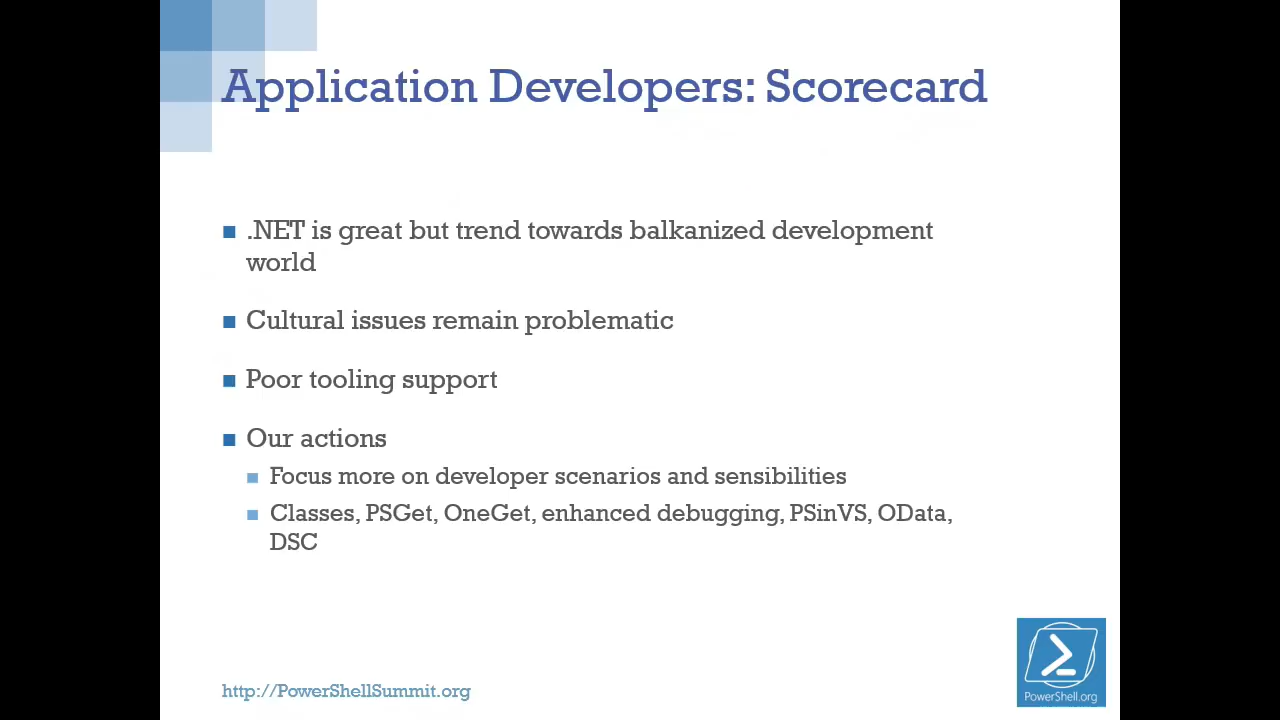 Application Developers: Scorecard
.NET is great but trend towards balkanized development
world
Cultural issues remain problematic
Poor tooling support
Our actions
Focus more on developer scenarios and sensibilities
Classes, PSGet, OneGet, enhanced debugging, PSinVS, OData,
DSC
http://PowerShellSummit.org
PowerShell.org